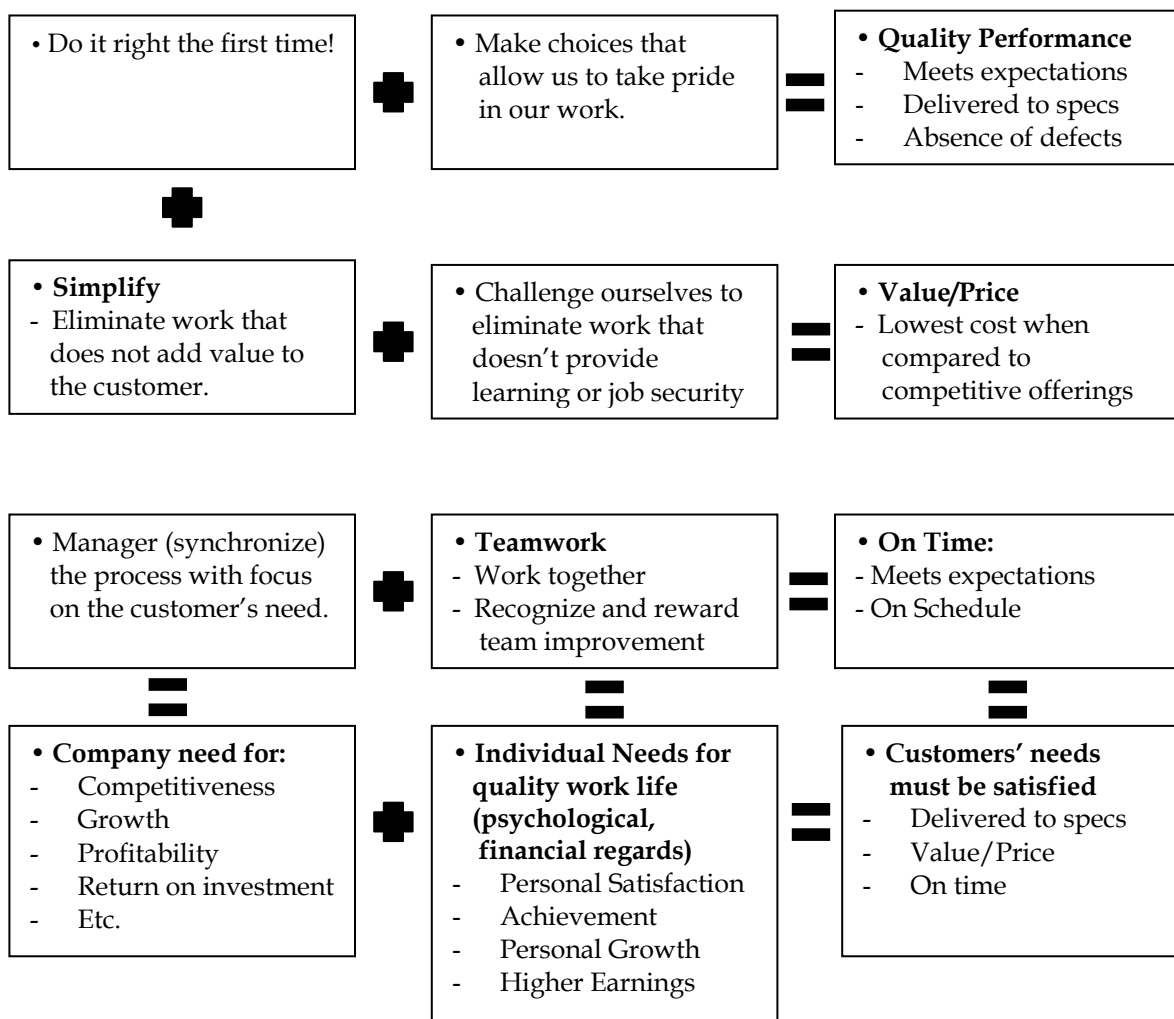 • Do it right the first time!
• Make choices that
allow us to take pride
in our work.
• Quality Performance
- Meets expectations
- Delivered to specs
- Absence of defects
• Simplify
- Eliminate work that
does not add value to
the customer.
• Challenge ourselves to
eliminate work that
doesn’t provide
learning or job security
• Value/Price
- Lowest cost when
compared to
competitive offerings
• Manager (synchronize)
the process with focus
on the customer’s need.
• Teamwork
- Work together
- Recognize and reward
team improvement
• On Time:
- Meets expectations
- On Schedule
• Company need for:
- Competitiveness
- Growth
- Profitability
- Return on investment
- Etc.
• Individual Needs for
quality work life
(psychological,
financial regards)
- Personal Satisfaction
- Achievement
- Personal Growth
- Higher Earnings
• Customers’ needs
must be satisfied
- Delivered to specs
- Value/Price
- On time